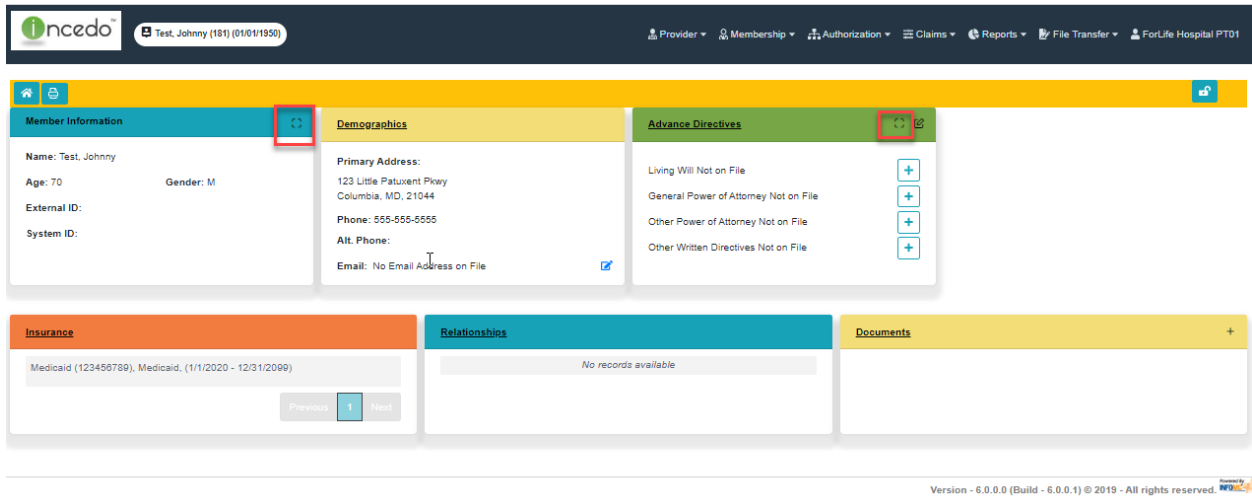 incedo™
Test, Johnny (181) (01/01/1950)
Provider
Membership
Authorization
Claims
Reports
File Transfer
ForLife Hospital PT01
Member Information
Name: Test, Johnny
Age: 70 Gender: M
External ID:
System ID:
Demographics
Primary Address:
123 Little Patuxent Pkwy
Columbia, MD, 21044
Phone: 555-555-5555
Alt. Phone:
Email: No Email Address on File
Advance Directives
Living Will Not on File +
General Power of Attorney Not on File +
Other Power of Attorney Not on File +
Other Written Directives Not on File +
Insurance
Medicaid (123456789), Medicaid, (1/1/2020 - 12/31/2099)
Previous 1 Next
Relationships
No records available
Documents +
Version - 6.0.0.0 (Build - 6.0.0.1) © 2019 - All rights reserved.
Powered By
INFOMC